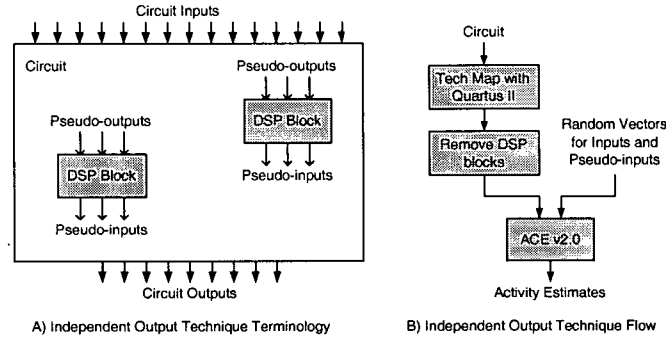 Circuit Inputs
Circuit
Pseudo-outputs
DSP Block
Pseudo-inputs
Pseudo-outputs
DSP Block
Pseudo-inputs
Circuit Outputs
A) Independent Output Technique Terminology
Circuit
Tech Map with
Quartus II
Remove DSP
blocks
Random Vectors
for Inputs and
Pseudo-inputs
ACE v2.0
Activity Estimates
B) Independent Output Technique Flow